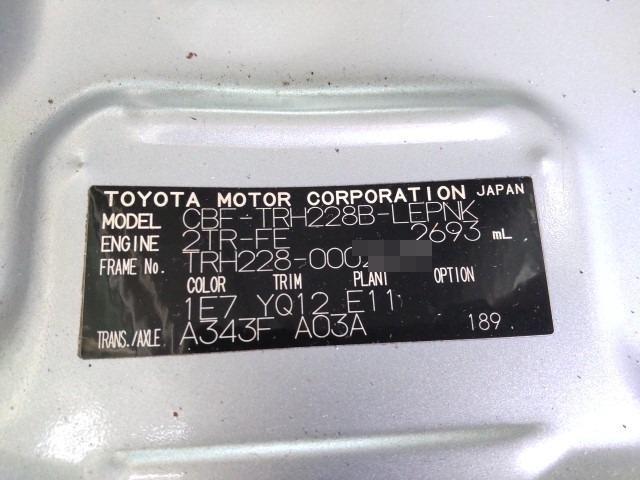 TOYOTA MOTOR CORPORATION JAPAN
MODEL CBF-TRH228B-LEPNK
ENGINE 2TR-FE 2693 mL
FRAME No. TRH228-0002
COLOR TRIM PLANT OPTION
1E7 YQ12 E11
TRANS./AXLE A343F A03A 189